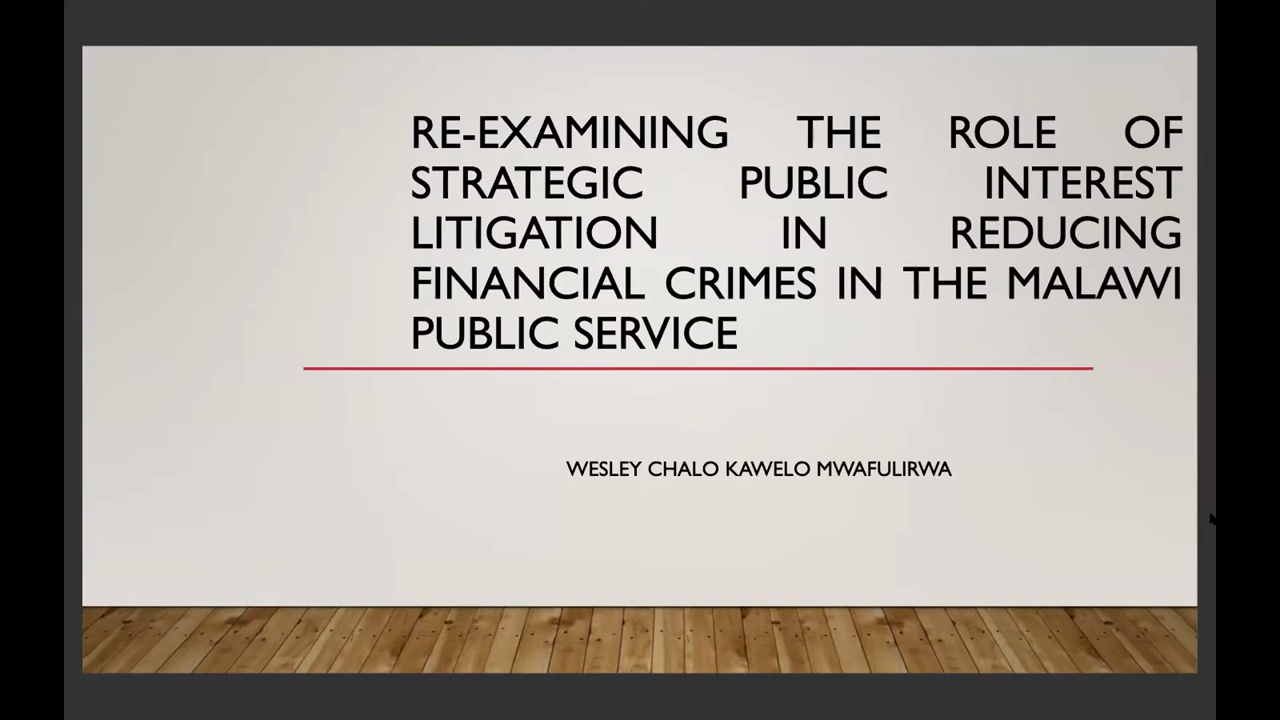 RE-EXAMINING THE ROLE OF
STRATEGIC PUBLIC INTEREST
LITIGATION IN REDUCING
FINANCIAL CRIMES IN THE MALAWI
PUBLIC SERVICE
WESLEY CHALO KAWELO MWAFULIRWA